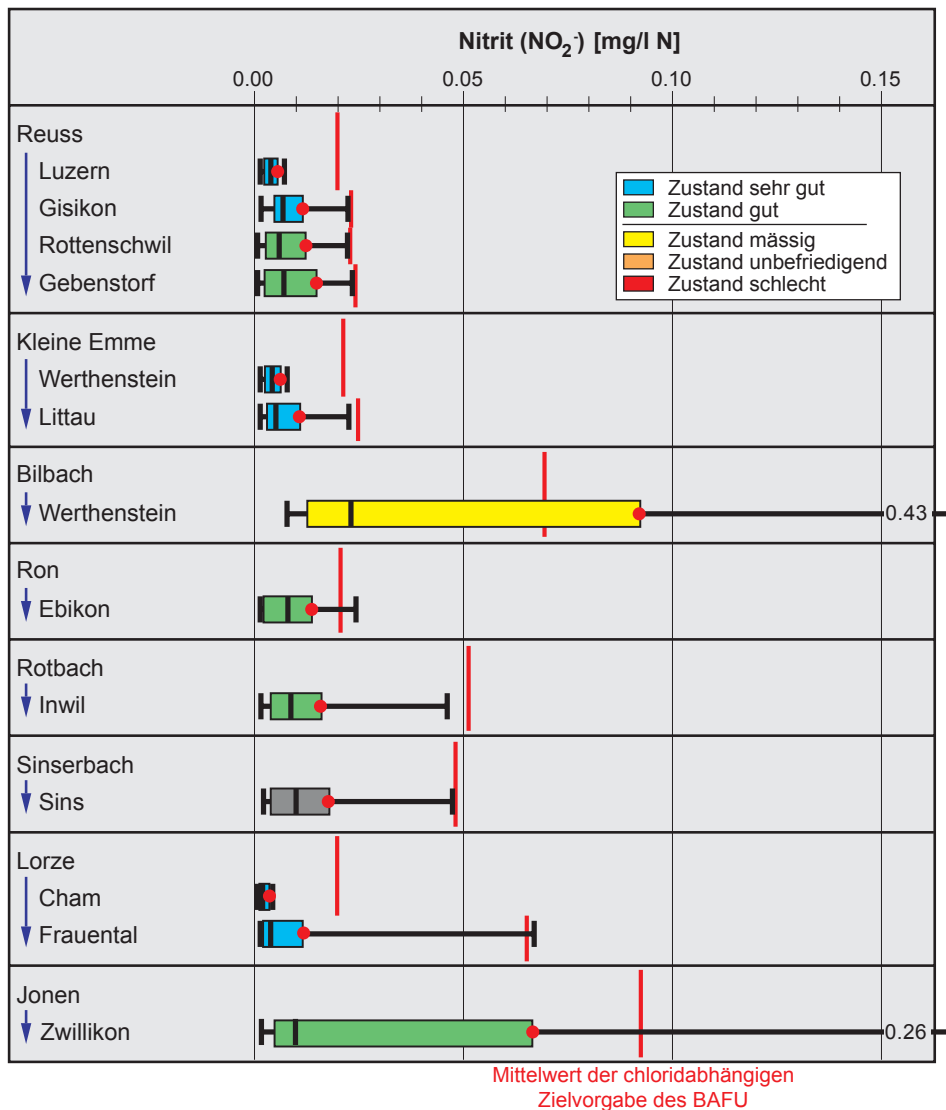 Nitrit (NO₂⁻) [mg/l N]
0.00 0.05 0.10 0.15
Reuss
Luzern
Gisikon
Rottenschwil
Gebenstorf
Zustand sehr gut
Zustand gut
Zustand mässig
Zustand unbefriedigend
Zustand schlecht
Kleine Emme
Werthenstein
Littau
Bilbach
Werthenstein 0.43
Ron
Ebikon
Rotbach
Inwil
Sinserbach
Sins
Lorze
Cham
Frauental
Jonen
Zwillikon 0.26
Mittelwert der chloridabhängigen
Zielvorgabe des BAFU